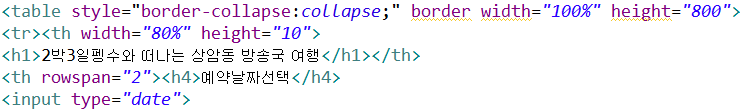 <table style="border-collapse:collapse;" border width="100%" height="800">
<tr><th width="80%" height="10">
<h1>2박3일펭수와 떠나는 상암동 방송국 여행</h1></th>
<th rowspan="2"><h4>예약날짜선택</h4>
<input type="date">